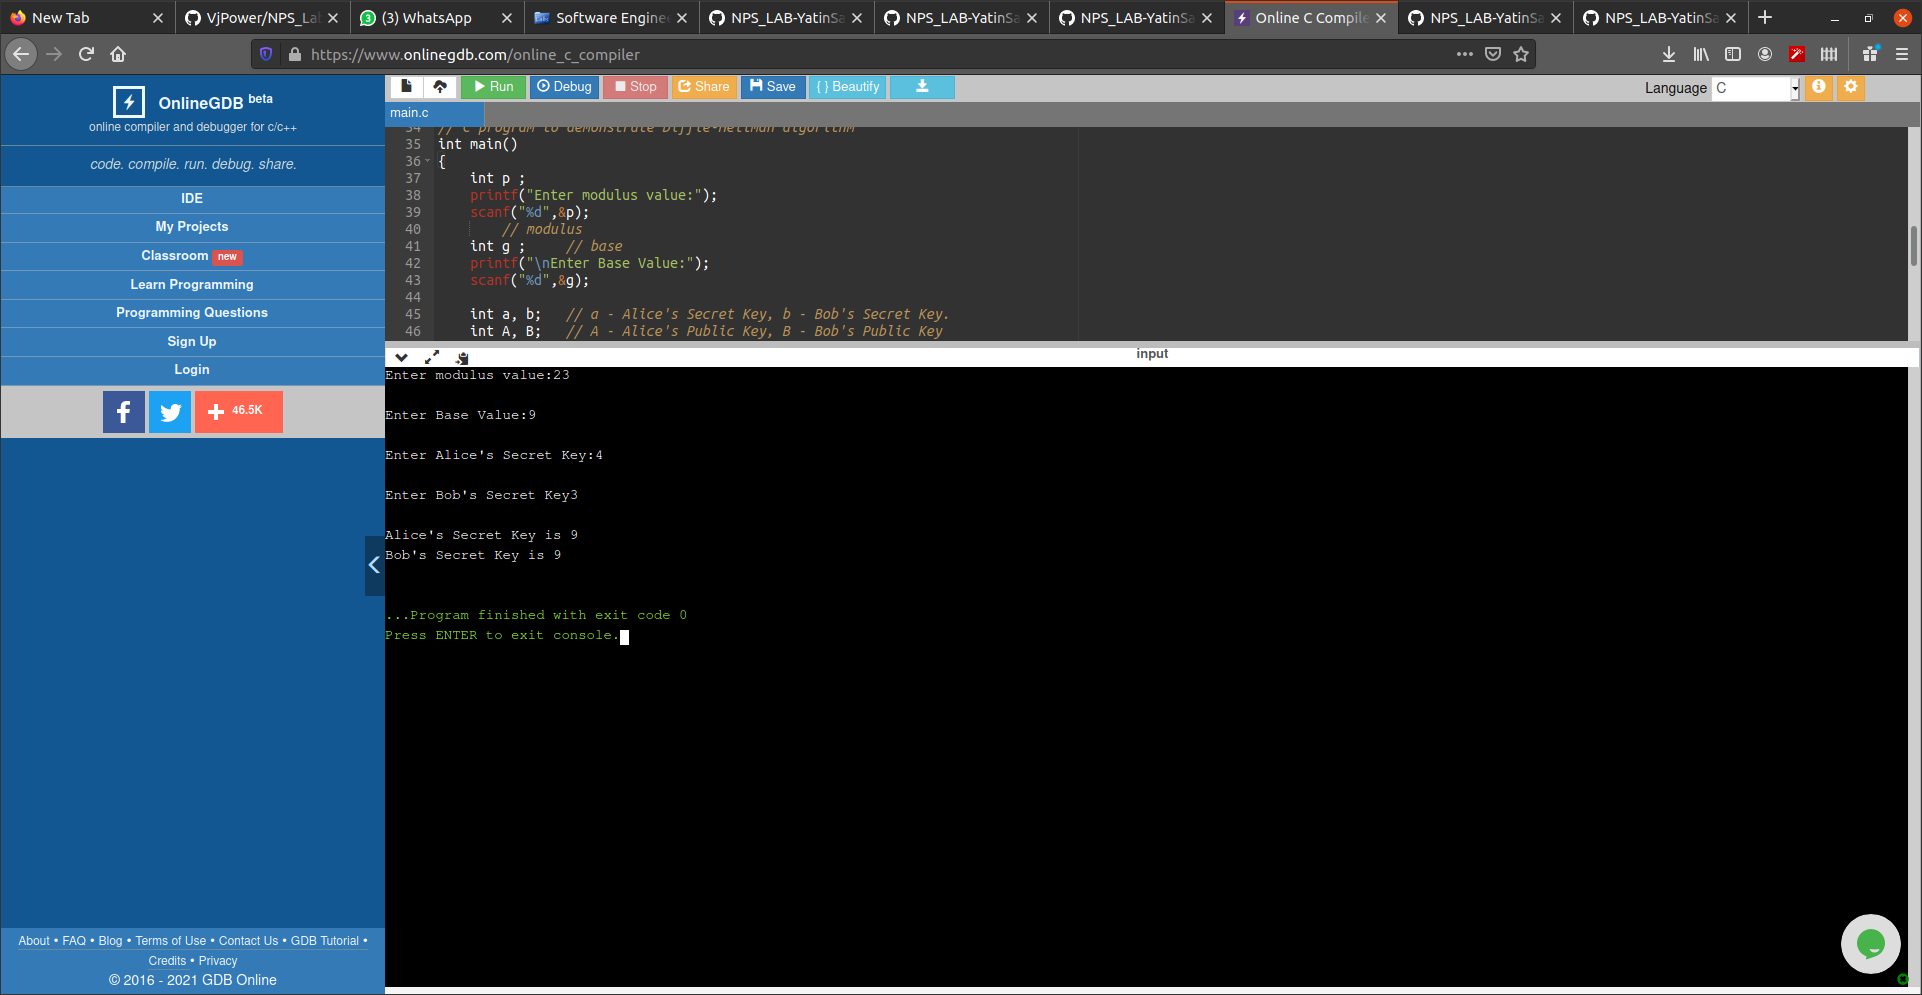 New Tab
VjPower/NPS_La
(3) WhatsApp
Software Enginee
NPS_LAB-YatinSa
NPS_LAB-YatinSa
NPS_LAB-YatinSa
Online C Compile
NPS_LAB-YatinSa
NPS_LAB-YatinSa
https://www.onlinegdb.com/online_c_compiler
OnlineGDB beta
online compiler and debugger for c/c++
code. compile. run. debug. share.
IDE
My Projects
Classroom new
Learn Programming
Programming Questions
Sign Up
Login
46.5K
Run
Debug
Stop
Share
Save
{ } Beautify
Language C
main.c
34 // C program to demonstrate Diffie-Hellman algorithm
35 int main()
36 {
37 int p ;
38 printf("Enter modulus value:");
39 scanf("%d",&p);
40 // modulus
41 int g ; // base
42 printf("\nEnter Base Value:");
43 scanf("%d",&g);
44
45 int a, b; // a - Alice's Secret Key, b - Bob's Secret Key.
46 int A, B; // A - Alice's Public Key, B - Bob's Public Key
input
Enter modulus value:23
Enter Base Value:9
Enter Alice's Secret Key:4
Enter Bob's Secret Key3
Alice's Secret Key is 9
Bob's Secret Key is 9
...Program finished with exit code 0
Press ENTER to exit console.
About • FAQ • Blog • Terms of Use • Contact Us • GDB Tutorial •
Credits • Privacy
© 2016 - 2021 GDB Online